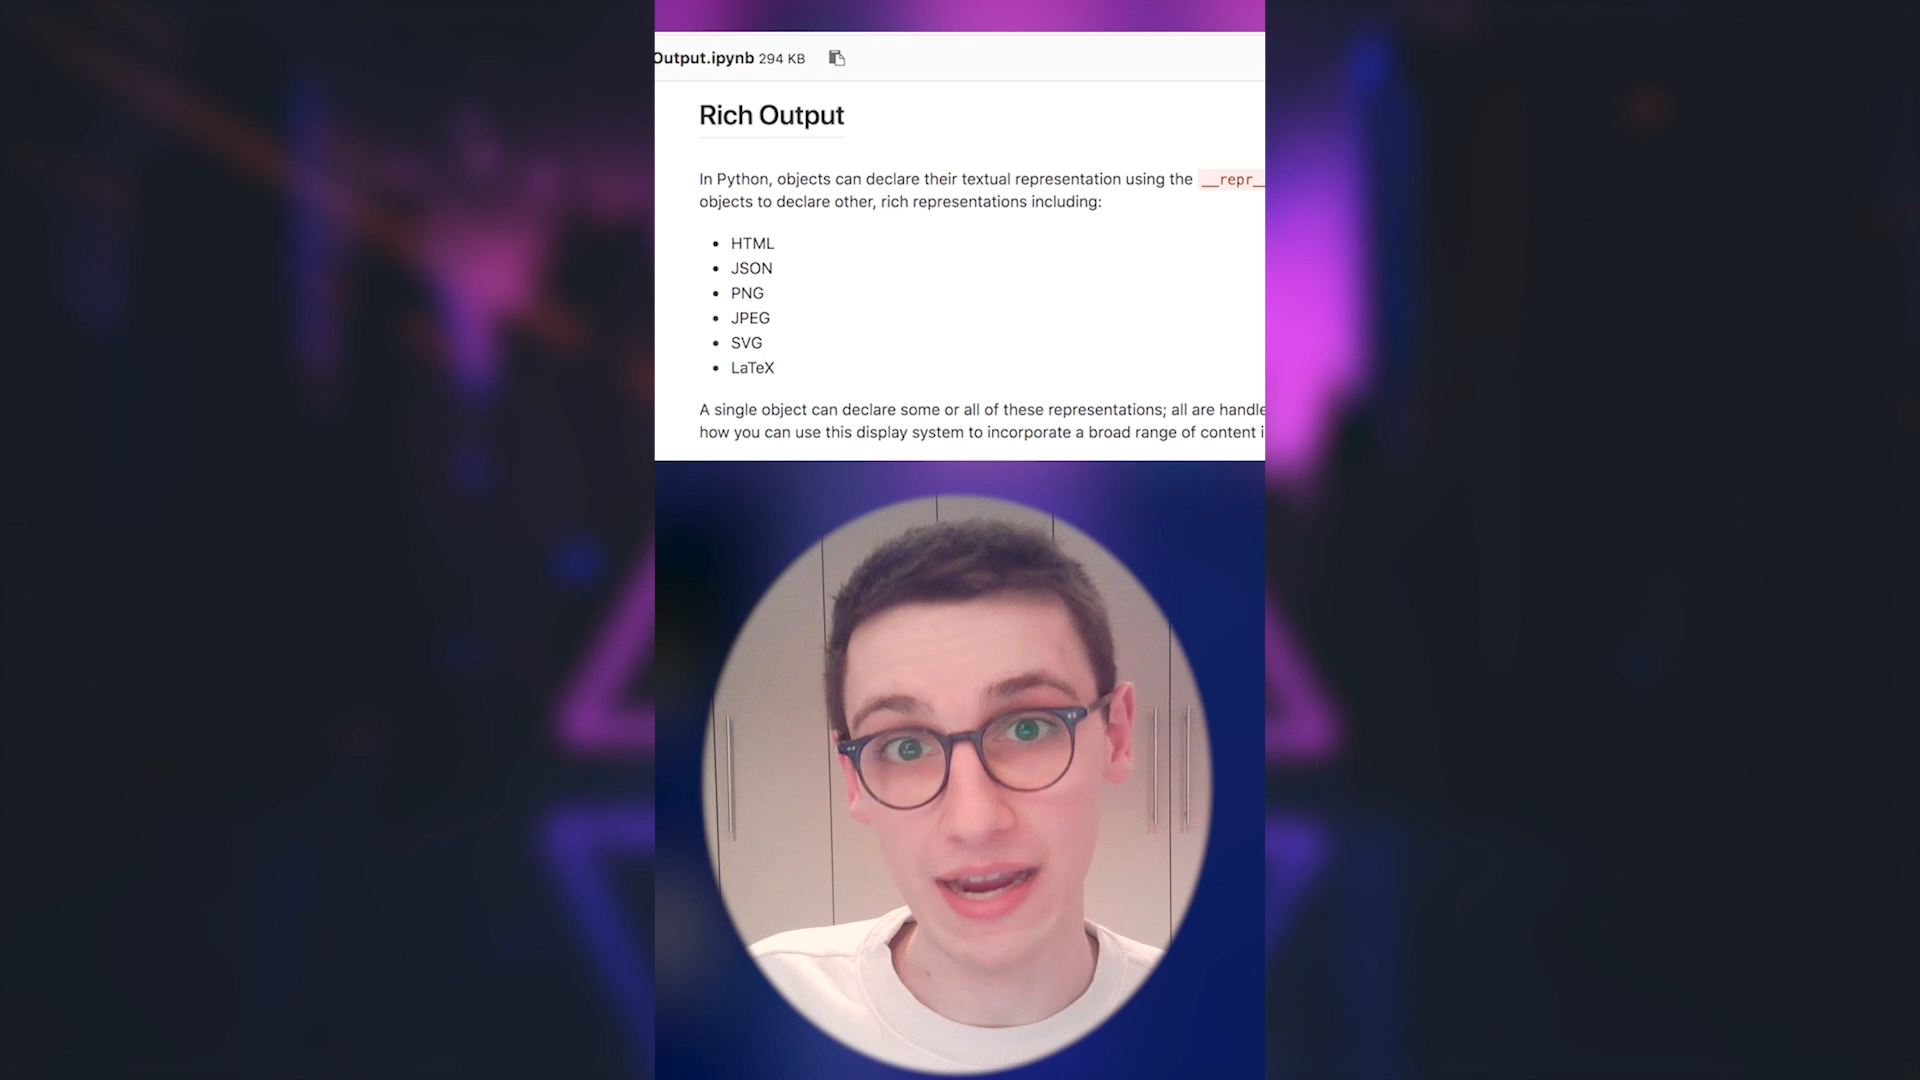 Output.ipynb 294 KB
Rich Output
In Python, objects can declare their textual representation using the __repr__
objects to declare other, rich representations including:
HTML
JSON
PNG
JPEG
SVG
LaTeX
A single object can declare some or all of these representations; all are handle
how you can use this display system to incorporate a broad range of content i